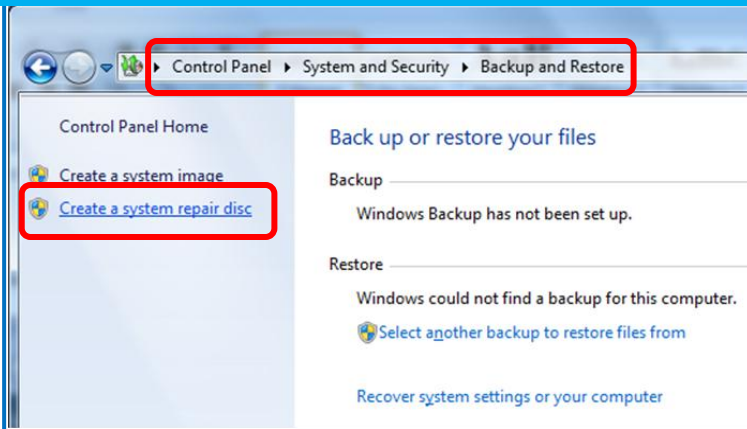 Control Panel ▸ System and Security ▸ Backup and Restore
Control Panel Home
Create a system image
Create a system repair disc
Back up or restore your files
Backup
Windows Backup has not been set up.
Restore
Windows could not find a backup for this computer.
Select another backup to restore files from
Recover system settings or your computer